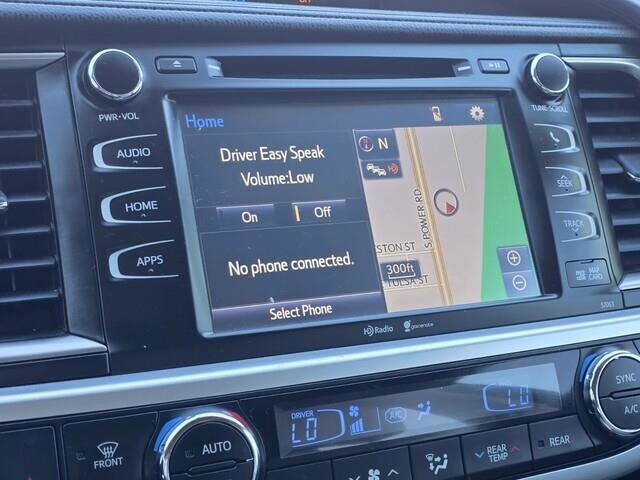 Home
Driver Easy Speak
Volume:Low
On
Off
No phone connected.
Select Phone
N
S POWER RD
STON ST
300ft
TULSA ST
PWR•VOL
AUDIO
HOME
APPS
TUNE•SCROLL
SEEK
TRACK
MAP
CARD
57061
HD Radio
gracenote
DRIVER
LO
LO
AUTO
FRONT
REAR
TEMP
REAR
SYNC
A/C